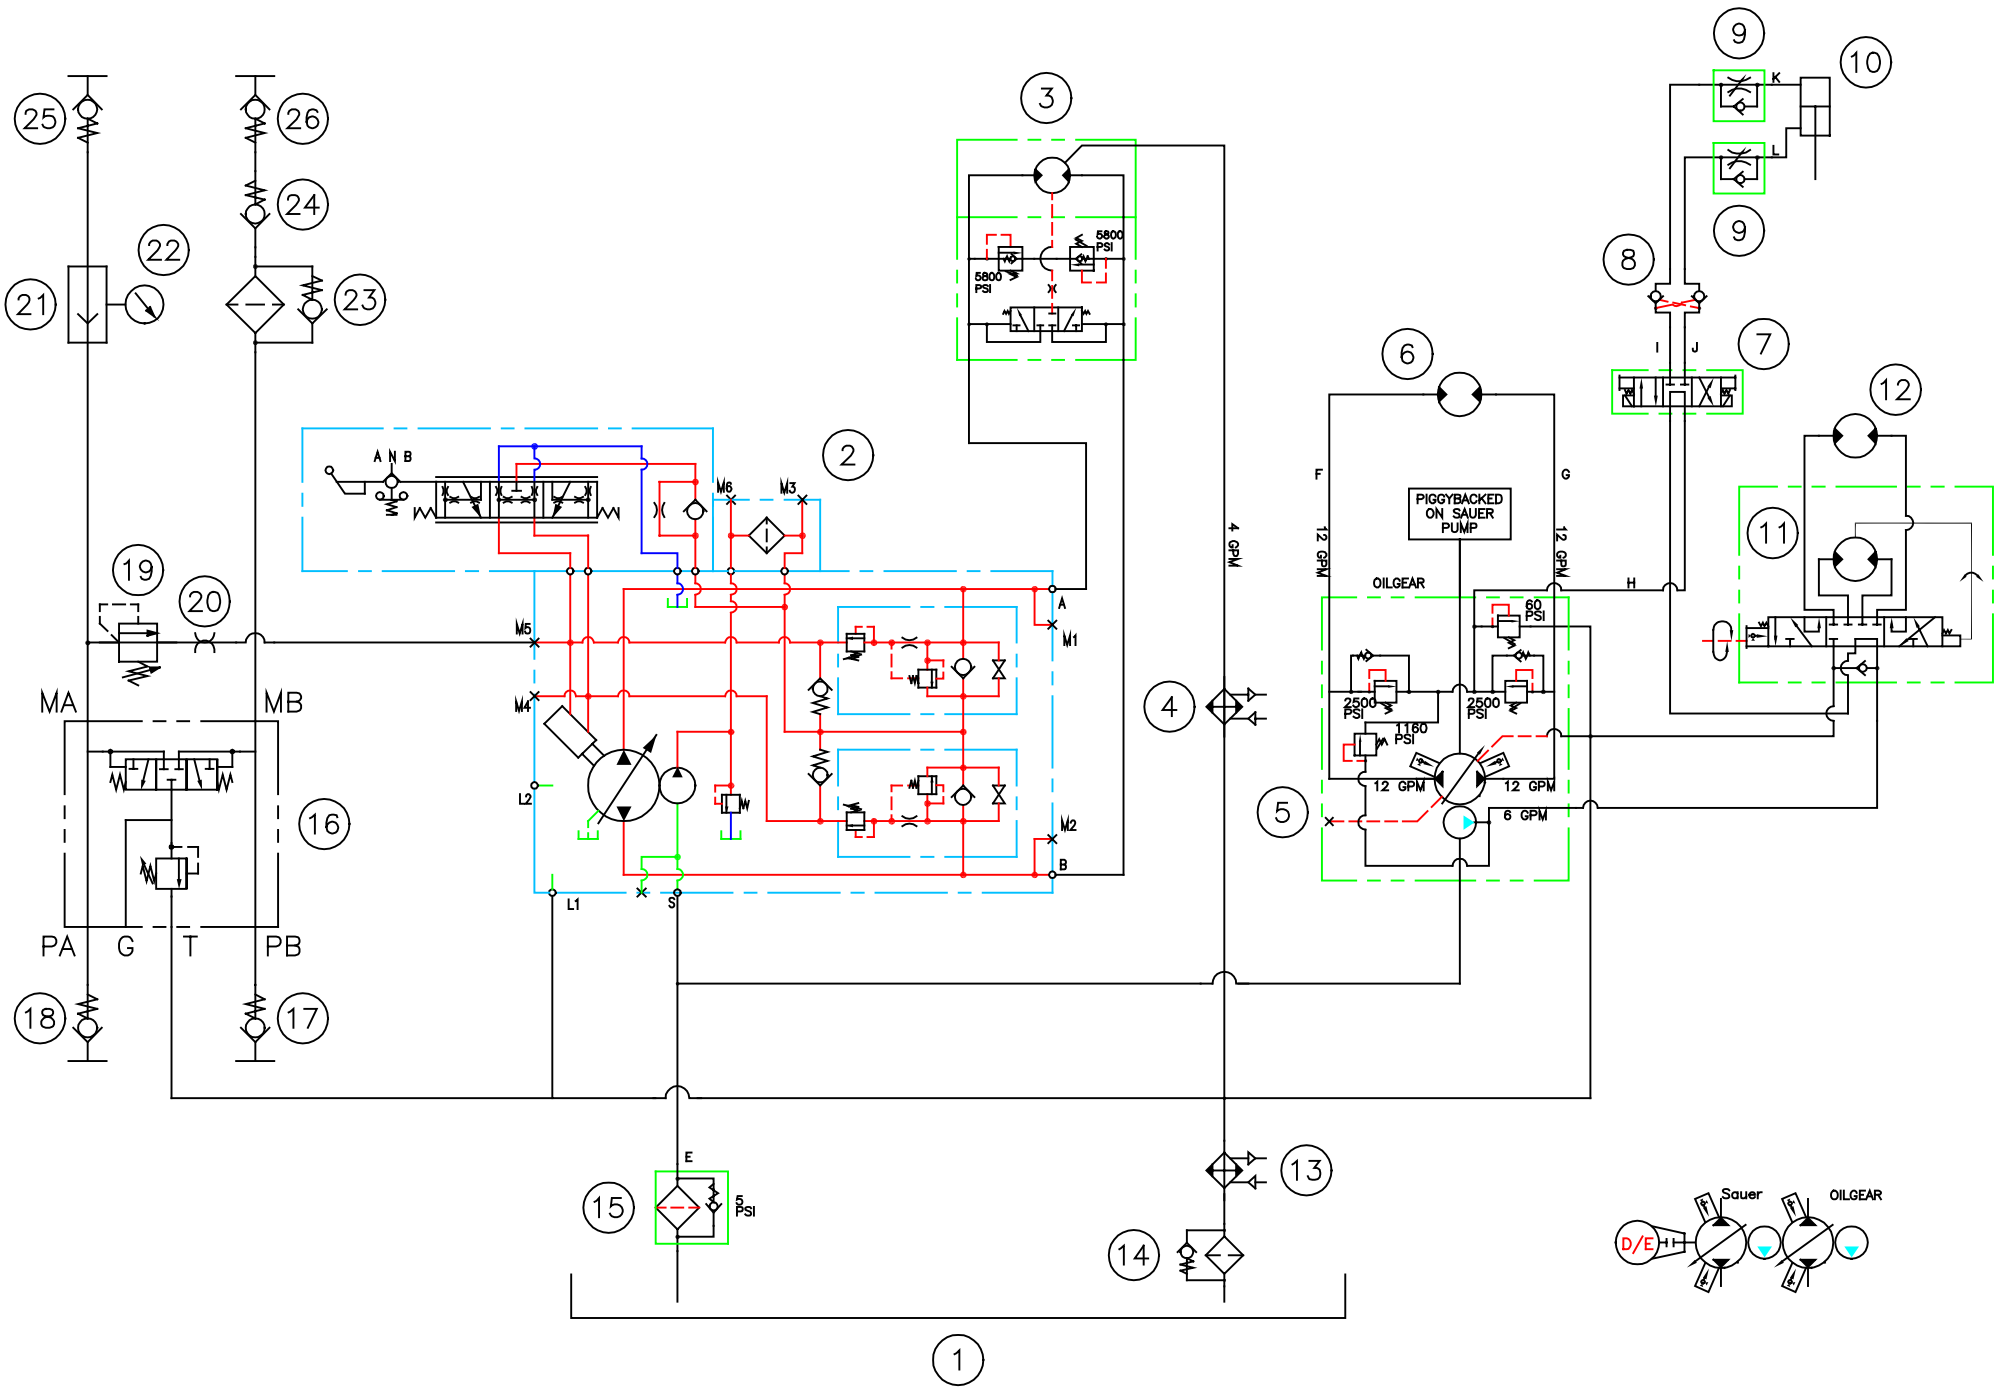 9
10
K
3
25
26
L
24
9
5800
PSI
22
8
5800
PSI
21
23
I
J
7
6
12
A N B
2
M6
M3
F
G
PIGGYBACKED
ON SAUER
PUMP
11
4 GPM
12 GPM
12 GPM
19
20
OILGEAR
H
A
60
PSI
M5
M1
MA
MB
M4
4
2500
PSI
2500
PSI
1160
PSI
12 GPM
12 GPM
L2
16
M2
5
6 GPM
B
L1
S
PA
G
T
PB
18
17
E
13
15
5
PSI
Sauer
OILGEAR
D/E
14
1